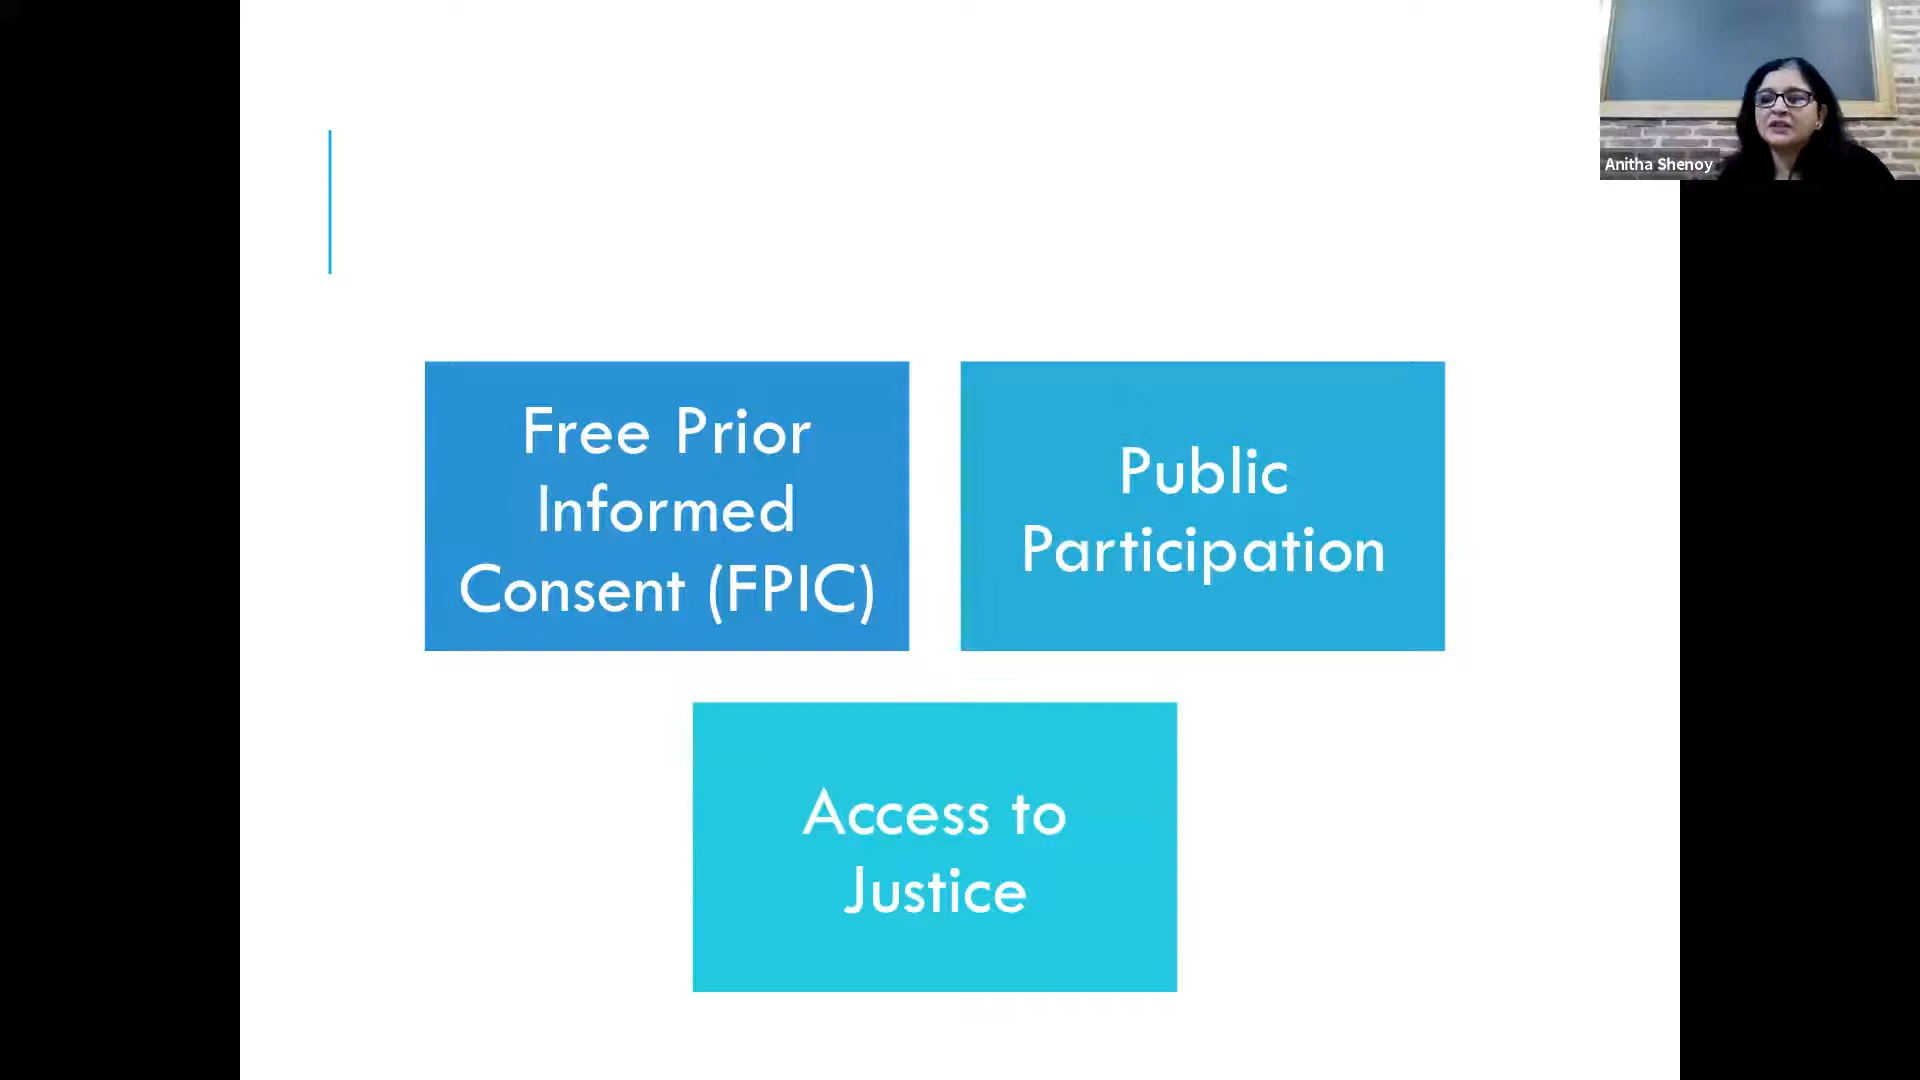 Anitha Shenoy
Free Prior
Informed
Consent (FPIC)
Public
Participation
Access to
Justice